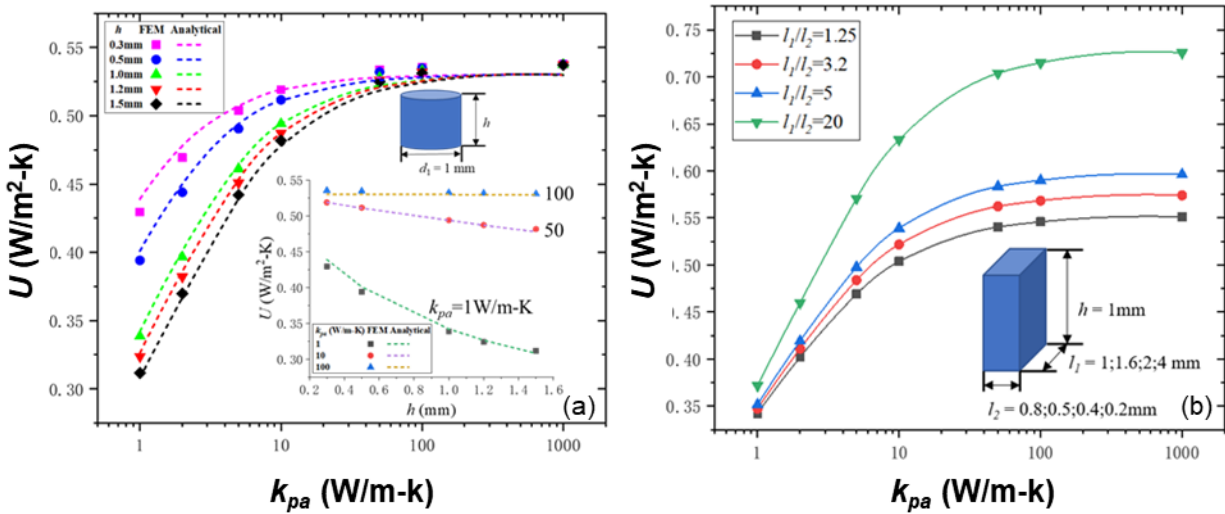 h FEM Analytical
0.3mm
0.5mm
1.0mm
1.2mm
1.5mm
0.55
0.50
0.45
0.40
0.35
0.30
U (W/m²-k)
h
d₁ = 1 mm
0.55
0.50
0.45
0.40
0.35
0.30
U (W/m²-K)
100
50
kpa=1W/m-K
kpa (W/m-K) FEM Analytical
1
10
100
0.2 0.4 0.6 0.8 1.0 1.2 1.4 1.6
h (mm)
(a)
1 10 100 1000
kpa (W/m-k)
l₁/l₂=1.25
l₁/l₂=3.2
l₁/l₂=5
l₁/l₂=20
0.75
0.70
0.65
0.60
0.55
0.50
0.45
0.40
0.35
U (W/m²-k)
h = 1mm
l₁ = 1;1.6;2;4 mm
l₂ = 0.8;0.5;0.4;0.2mm
(b)
1 10 100 1000
kpa (W/m-k)